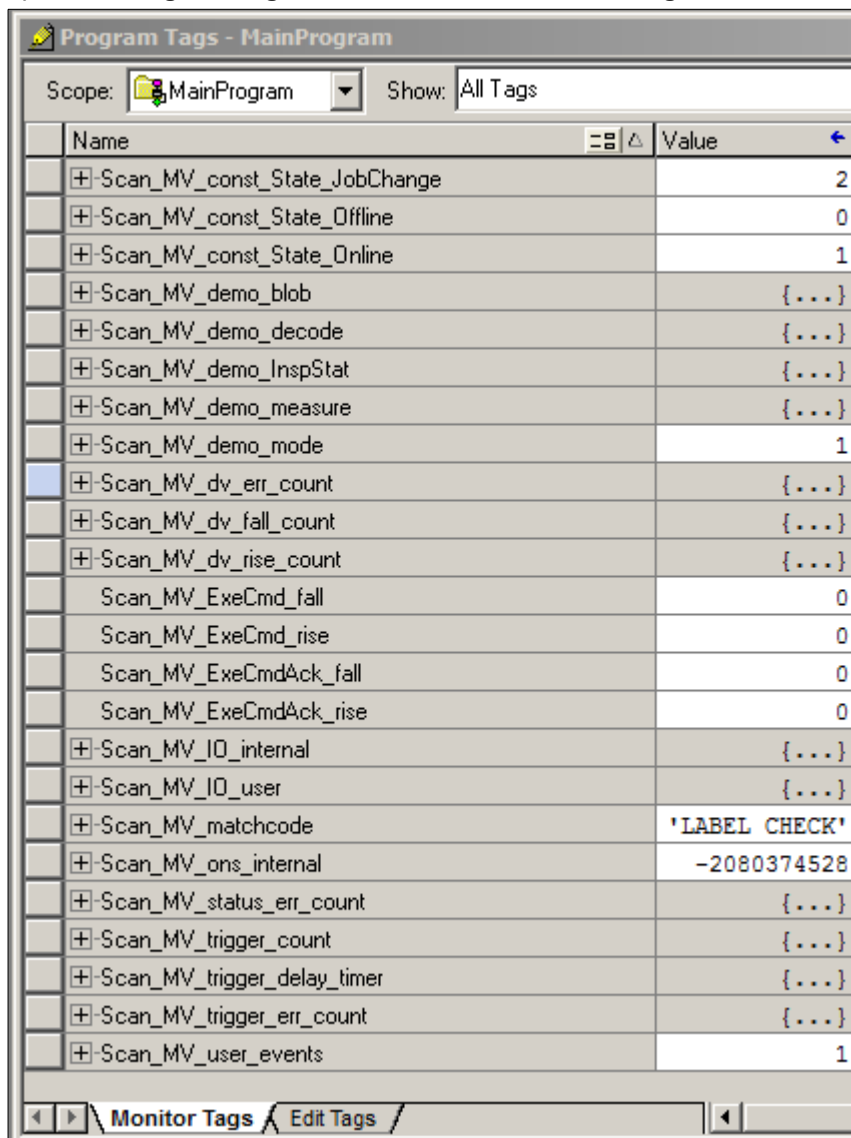 Program Tags - MainProgram
Scope: MainProgram Show: All Tags
Name Value
Scan_MV_const_State_JobChange 2
Scan_MV_const_State_Offline 0
Scan_MV_const_State_Online 1
Scan_MV_demo_blob {...}
Scan_MV_demo_decode {...}
Scan_MV_demo_InspStat {...}
Scan_MV_demo_measure {...}
Scan_MV_demo_mode 1
Scan_MV_dv_err_count {...}
Scan_MV_dv_fall_count {...}
Scan_MV_dv_rise_count {...}
Scan_MV_ExeCmd_fall 0
Scan_MV_ExeCmd_rise 0
Scan_MV_ExeCmdAck_fall 0
Scan_MV_ExeCmdAck_rise 0
Scan_MV_IO_internal {...}
Scan_MV_IO_user {...}
Scan_MV_matchcode 'LABEL CHECK'
Scan_MV_ons_internal -2080374528
Scan_MV_status_err_count {...}
Scan_MV_trigger_count {...}
Scan_MV_trigger_delay_timer {...}
Scan_MV_trigger_err_count {...}
Scan_MV_user_events 1
Monitor Tags Edit Tags